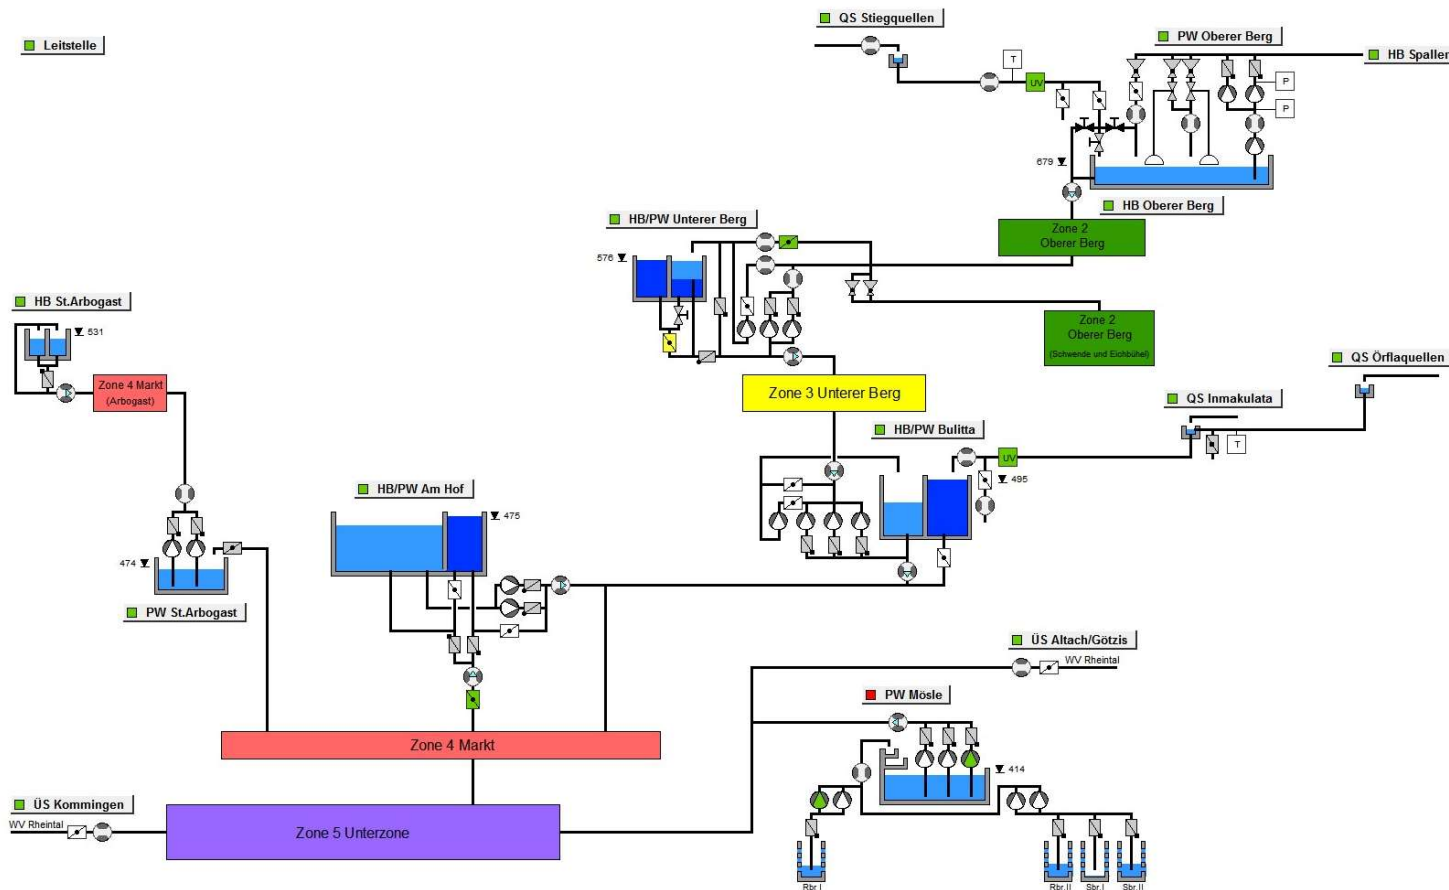 QS Stiegquellen
PW Oberer Berg
Leitstelle
HB Spaller
T
UV
P
P
679
HB Oberer Berg
HB/PW Unterer Berg
Zone 2
Oberer Berg
576
HB St.Arbogast
531
Zone 2
Oberer Berg
(Schwende und Eichbühel)
QS Örflaquellen
Zone 4 Markt
(Arbogast)
Zone 3 Unterer Berg
QS Inmakulata
HB/PW Bulitta
T
UV
495
HB/PW Am Hof
475
474
PW St.Arbogast
ÜS Altach/Götzis
WV Rheintal
PW Mösle
Zone 4 Markt
414
ÜS Kommingen
WV Rheintal
Zone 5 Unterzone
Rbr.I
Rbr.II
Sbr.I
Sbr.II